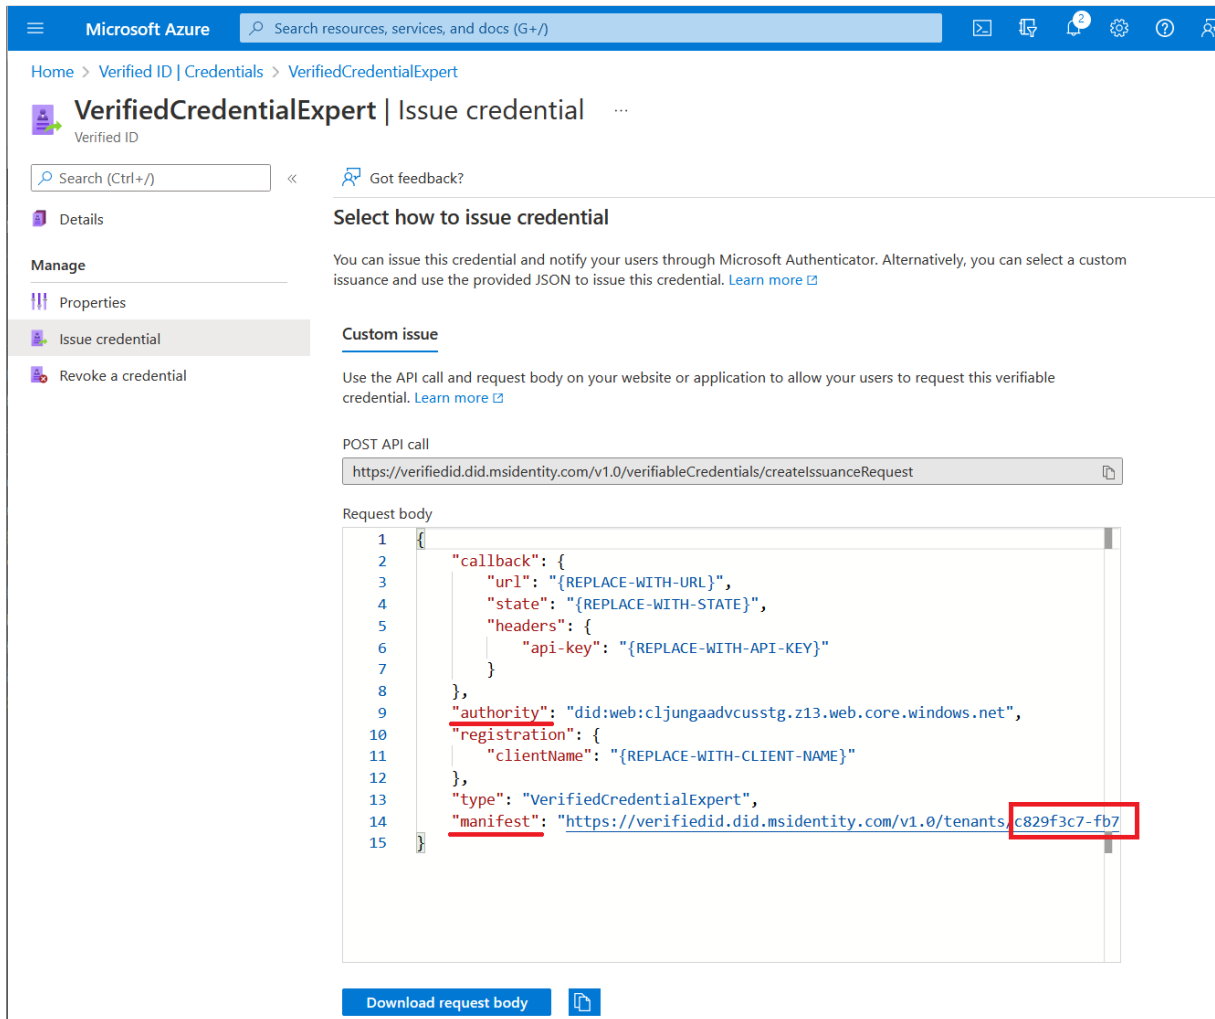 Microsoft Azure
Search resources, services, and docs (G+/)
2
Home > Verified ID | Credentials > VerifiedCredentialExpert
VerifiedCredentialExpert | Issue credential ...
Verified ID
Search (Ctrl+/)
«
Got feedback?
Details
Manage
Properties
Issue credential
Revoke a credential
Select how to issue credential
You can issue this credential and notify your users through Microsoft Authenticator. Alternatively, you can select a custom
issuance and use the provided JSON to issue this credential. Learn more
Custom issue
Use the API call and request body on your website or application to allow your users to request this verifiable
credential. Learn more
POST API call
https://verifiedid.did.msidentity.com/v1.0/verifiableCredentials/createIssuanceRequest
Request body
1 {
2 "callback": {
3 "url": "{REPLACE-WITH-URL}",
4 "state": "{REPLACE-WITH-STATE}",
5 "headers": {
6 "api-key": "{REPLACE-WITH-API-KEY}"
7 }
8 },
9 "authority": "did:web:cljungaadvcusstg.z13.web.core.windows.net",
10 "registration": {
11 "clientName": "{REPLACE-WITH-CLIENT-NAME}"
12 },
13 "type": "VerifiedCredentialExpert",
14 "manifest": "https://verifiedid.did.msidentity.com/v1.0/tenants/c829f3c7-fb7
15 }
Download request body